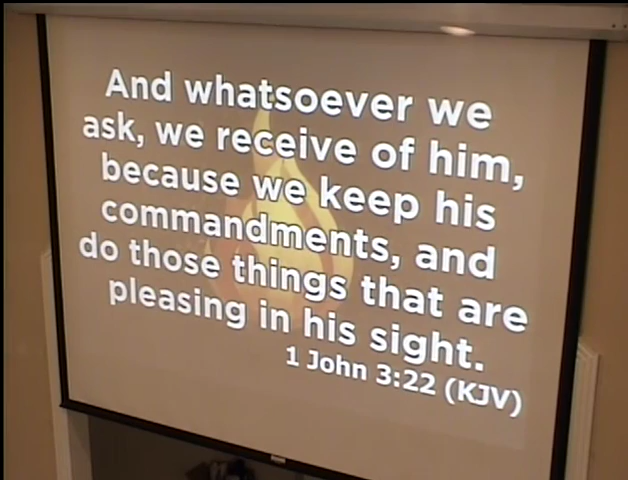 And whatsoever we
ask, we receive of him,
because we keep his
commandments, and
do those things that are
pleasing in his sight.
1 John 3:22 (KJV)